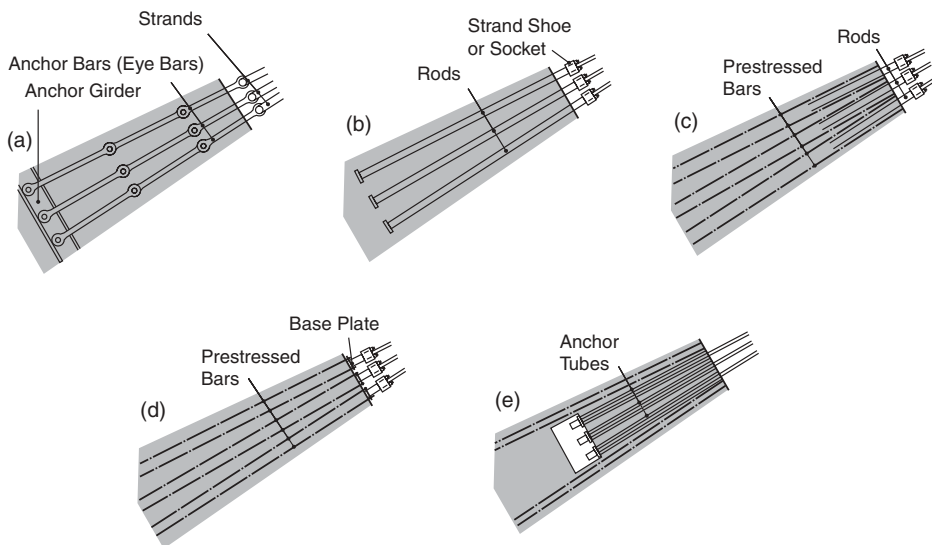 Strands
Anchor Bars (Eye Bars)
Anchor Girder
(a)
Strand Shoe
or Socket
Rods
(b)
Rods
Prestressed
Bars
(c)
Base Plate
Prestressed
Bars
(d)
Anchor
Tubes
(e)